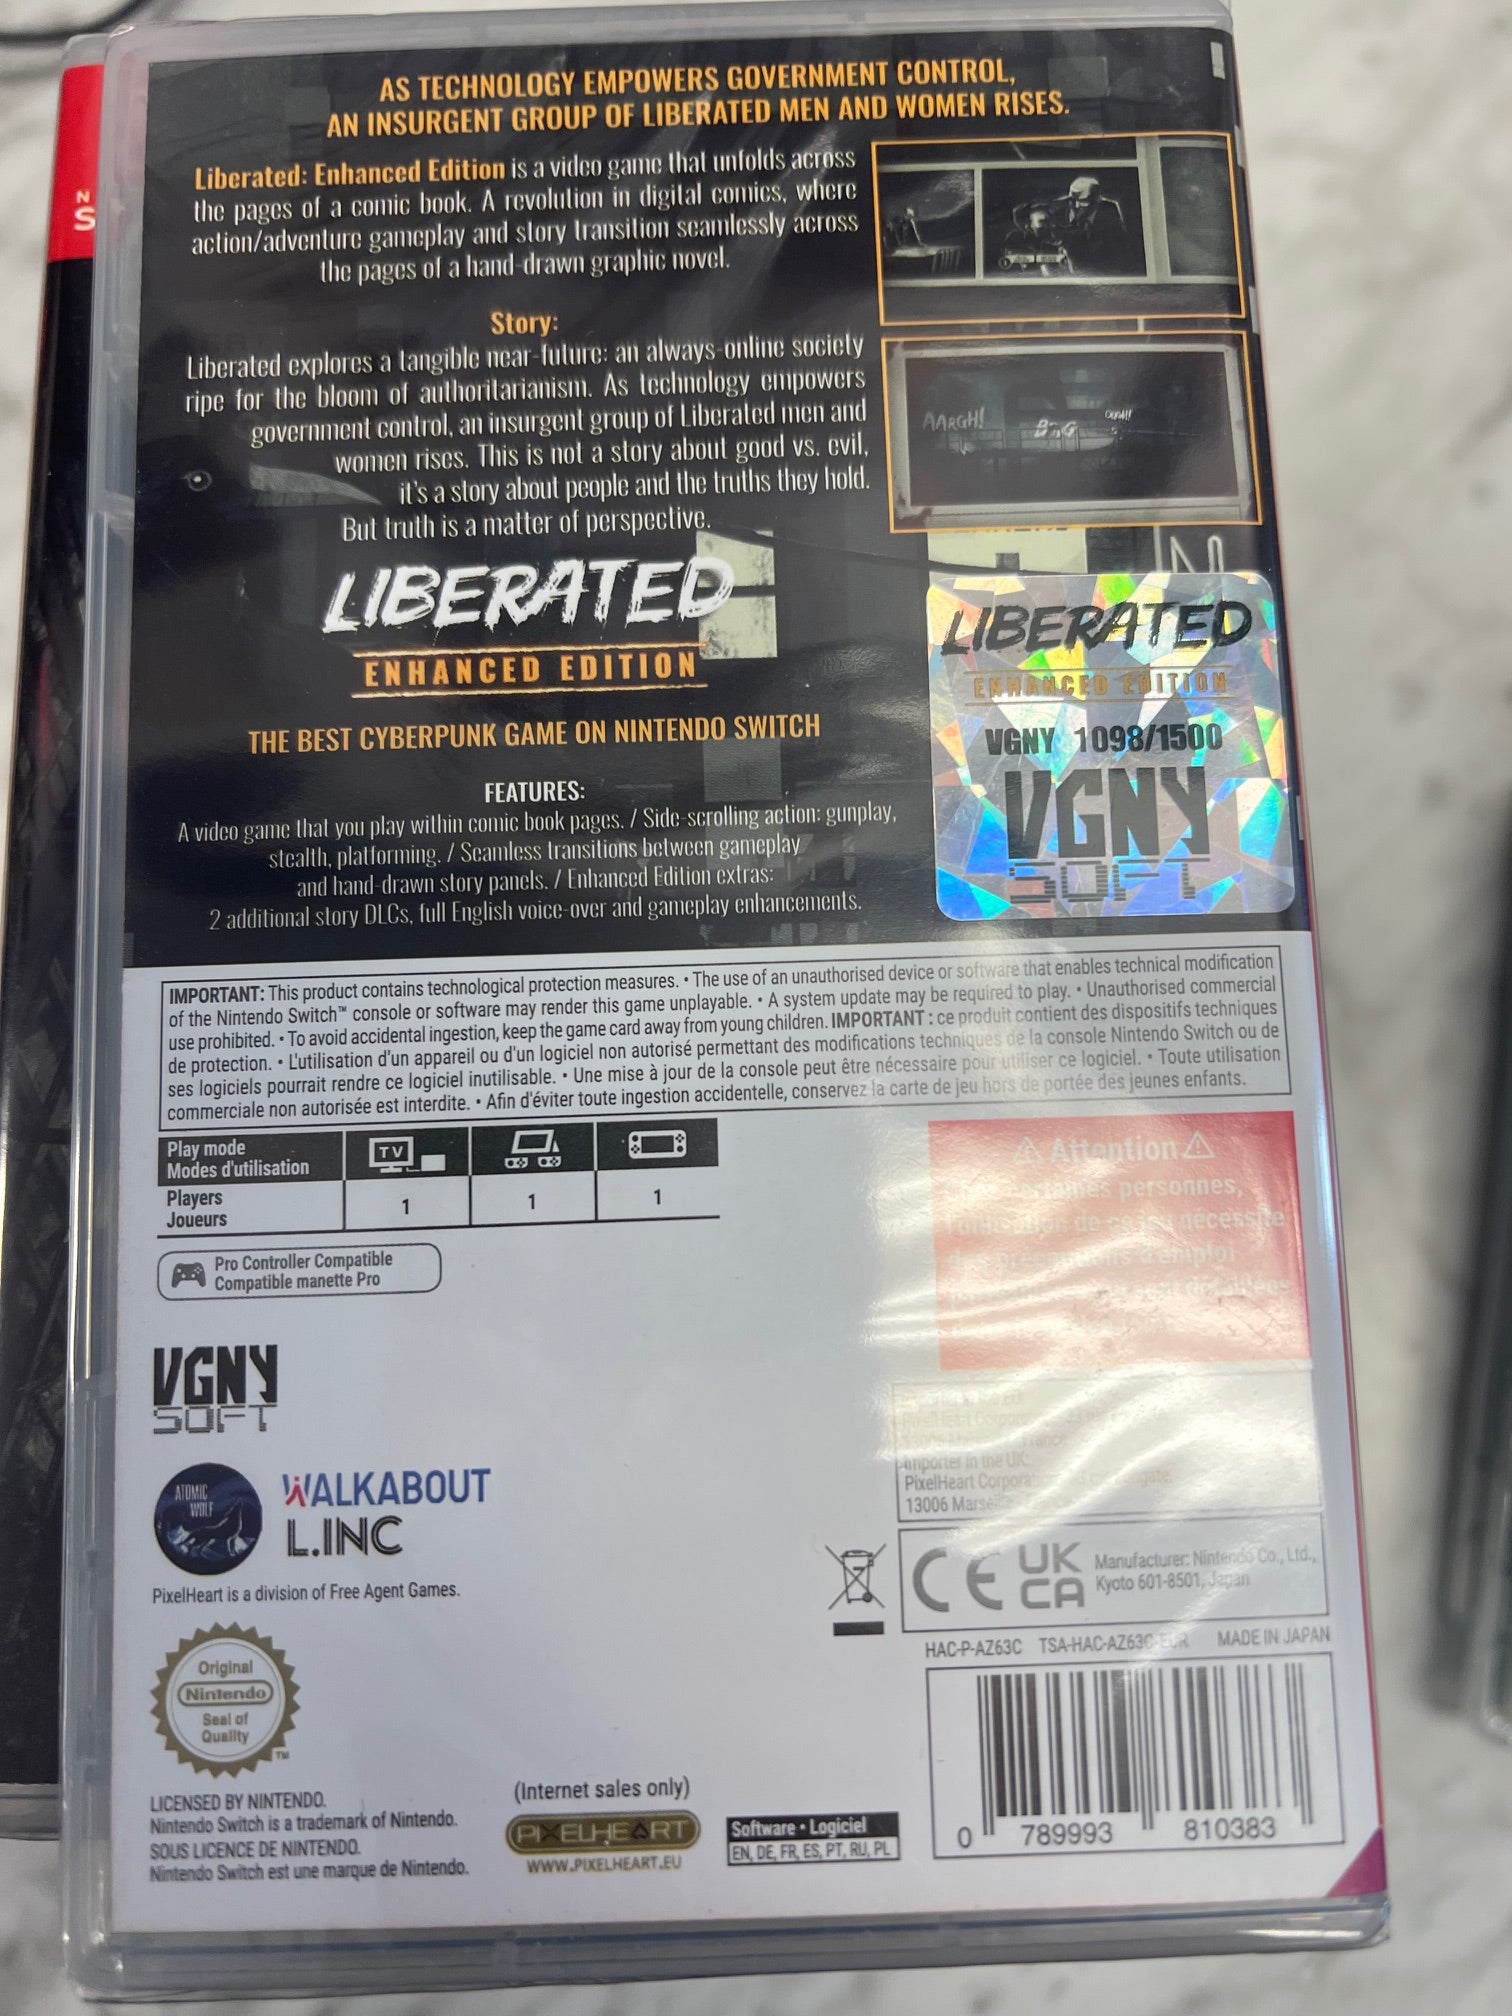 N
S
AS TECHNOLOGY EMPOWERS GOVERNMENT CONTROL,
AN INSURGENT GROUP OF LIBERATED MEN AND WOMEN RISES.
Liberated: Enhanced Edition is a video game that unfolds across
the pages of a comic book. A revolution in digital comics, where
action/adventure gameplay and story transition seamlessly across
the pages of a hand-drawn graphic novel.
Story:
Liberated explores a tangible near-future: an always-online society
ripe for the bloom of authoritarianism. As technology empowers
government control, an insurgent group of Liberated men and
women rises. This is not a story about good vs. evil,
it's a story about people and the truths they hold.
But truth is a matter of perspective.
AARGH!
LIBERATED
ENHANCED EDITION
THE BEST CYBERPUNK GAME ON NINTENDO SWITCH
FEATURES:
A video game that you play within comic book pages. / Side-scrolling action: gunplay,
stealth, platforming. / Seamless transitions between gameplay
and hand-drawn story panels. / Enhanced Edition extras:
2 additional story DLCs, full English voice-over and gameplay enhancements.
LIBERATED
ENHANCED EDITION
VGNY 1098/1500
VGNY
SOFT
IMPORTANT: This product contains technological protection measures. • The use of an unauthorised device or software that enables technical modification
of the Nintendo Switch™ console or software may render this game unplayable. • A system update may be required to play. • Unauthorised commercial
use prohibited. • To avoid accidental ingestion, keep the game card away from young children. IMPORTANT : ce produit contient des dispositifs techniques
de protection. • L'utilisation d'un appareil ou d'un logiciel non autorisé permettant des modifications techniques de la console Nintendo Switch ou de
ses logiciels pourrait rendre ce logiciel inutilisable. • Une mise à jour de la console peut être nécessaire pour utiliser ce logiciel. • Toute utilisation
commerciale non autorisée est interdite. • Afin d'éviter toute ingestion accidentelle, conservez la carte de jeu hors de portée des jeunes enfants.
Play mode
Modes d'utilisation
TV
Players
Joueurs
1
1
1
Pro Controller Compatible
Compatible manette Pro
Attention
personnes,
de ce jeu nécessite
d'emploi
VGNY
SOFT
ATOMIC
WOLF
WALKABOUT
L.INC
PixelHeart is a division of Free Agent Games.
Importer in the UK:
PixelHeart
13006
CE
UK
CA
Manufacturer: Nintendo Co., Ltd.,
Kyoto 601-8501, Japan
HAC-P-AZ63C TSA-HAC-AZ63C-EUR MADE IN JAPAN
Original
Nintendo
Seal of
Quality
TM
LICENSED BY NINTENDO.
Nintendo Switch is a trademark of Nintendo.
SOUS LICENCE DE NINTENDO.
Nintendo Switch est une marque de Nintendo.
(Internet sales only)
PIXELHEART
WWW.PIXELHEART.EU
Software • Logiciel
EN, DE, FR, ES, PT, RU, PL
0 789993 810383